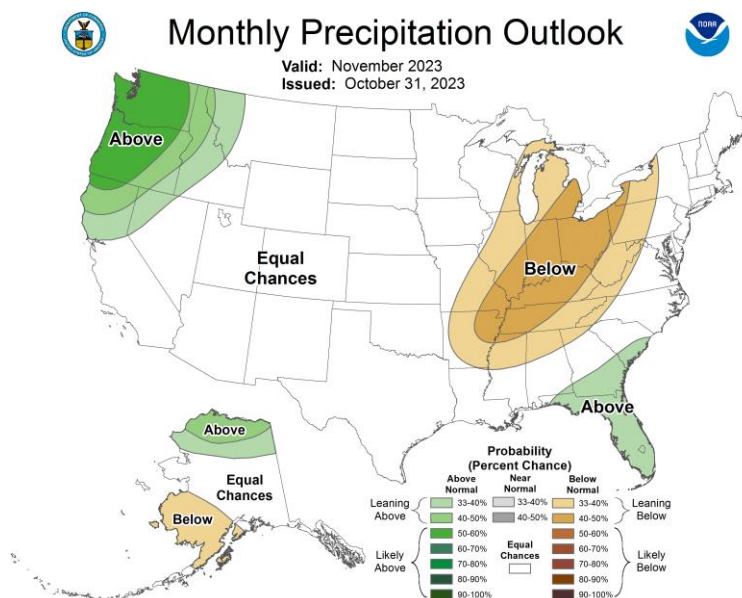 Monthly Precipitation Outlook
NOAA
Valid: November 2023
Issued: October 31, 2023
Above
Equal
Chances
Below
Above
Above
Equal
Chances
Below
Probability
(Percent Chance)
Above Normal
Near Normal
Below Normal
Leaning Above
33-40%
33-40%
33-40%
Leaning Below
40-50%
40-50%
40-50%
Likely Above
50-60%
50-60%
Likely Below
60-70%
60-70%
70-80%
Equal Chances
70-80%
80-90%
80-90%
90-100%
90-100%